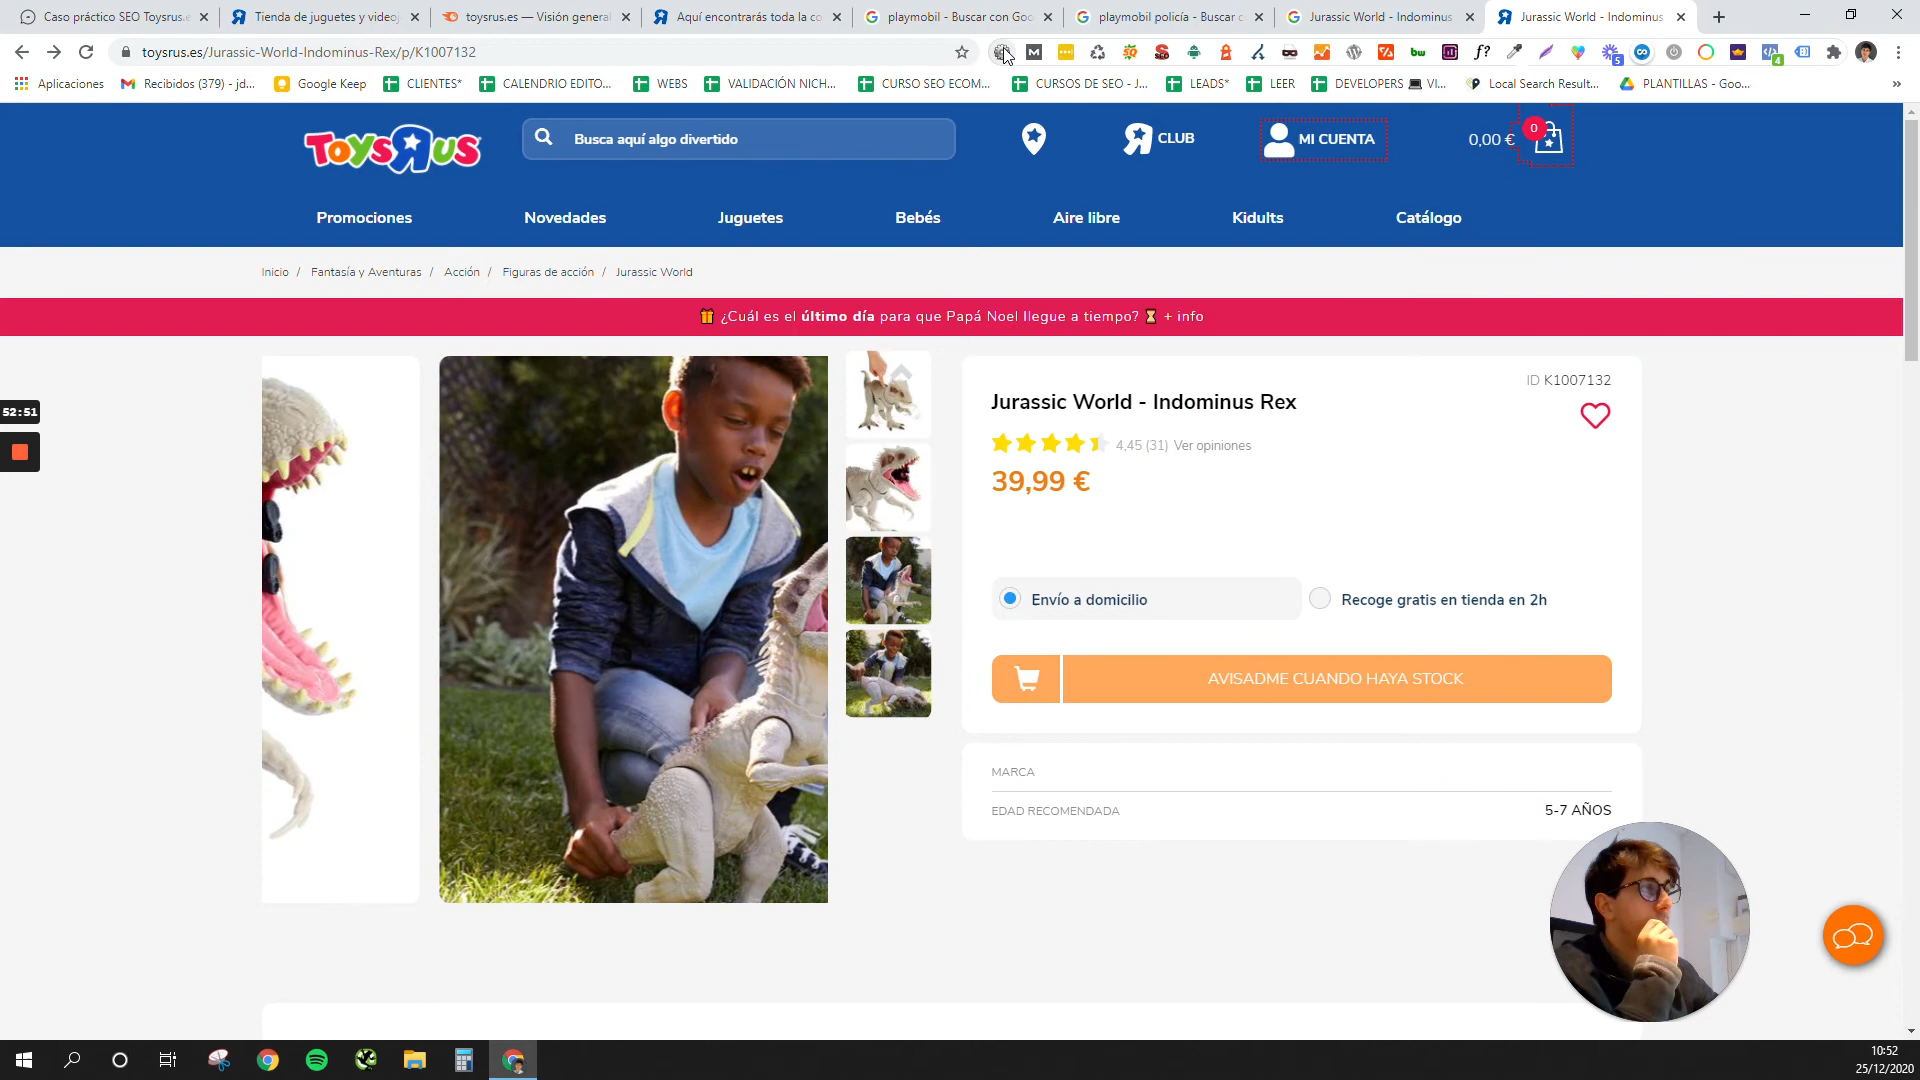 Caso práctico SEO Toysrus.e
Tienda de juguetes y videoj
toysrus.es — Visión general
Aquí encontrarás toda la co
playmobil - Buscar con Goo
playmobil policía - Buscar c
Jurassic World - Indominus
Jurassic World - Indominus
toysrus.es/Jurassic-World-Indominus-Rex/p/K1007132
Aplicaciones
Recibidos (379) - jd...
Google Keep
CLIENTES*
CALENDARIO EDITO...
WEBS
VALIDACIÓN NICH...
CURSO SEO ECOM...
CURSOS DE SEO - J...
LEADS*
LEER
DEVELOPERS 💻 VI...
Local Search Result...
PLANTILLAS - Goo...
ToysRus
Busca aquí algo divertido
CLUB
MI CUENTA
0,00 €
0
Promociones
Novedades
Juguetes
Bebés
Aire libre
Kidults
Catálogo
Inicio / Fantasía y Aventuras / Acción / Figuras de acción / Jurassic World
🎁 ¿Cuál es el último día para que Papá Noel llegue a tiempo? ⏳ + info
52:51
ID K1007132
Jurassic World - Indominus Rex
4,45 (31) Ver opiniones
39,99 €
Envío a domicilio
Recoge gratis en tienda en 2h
AVISADME CUANDO HAYA STOCK
MARCA
EDAD RECOMENDADA
5-7 AÑOS
10:52
25/12/2020